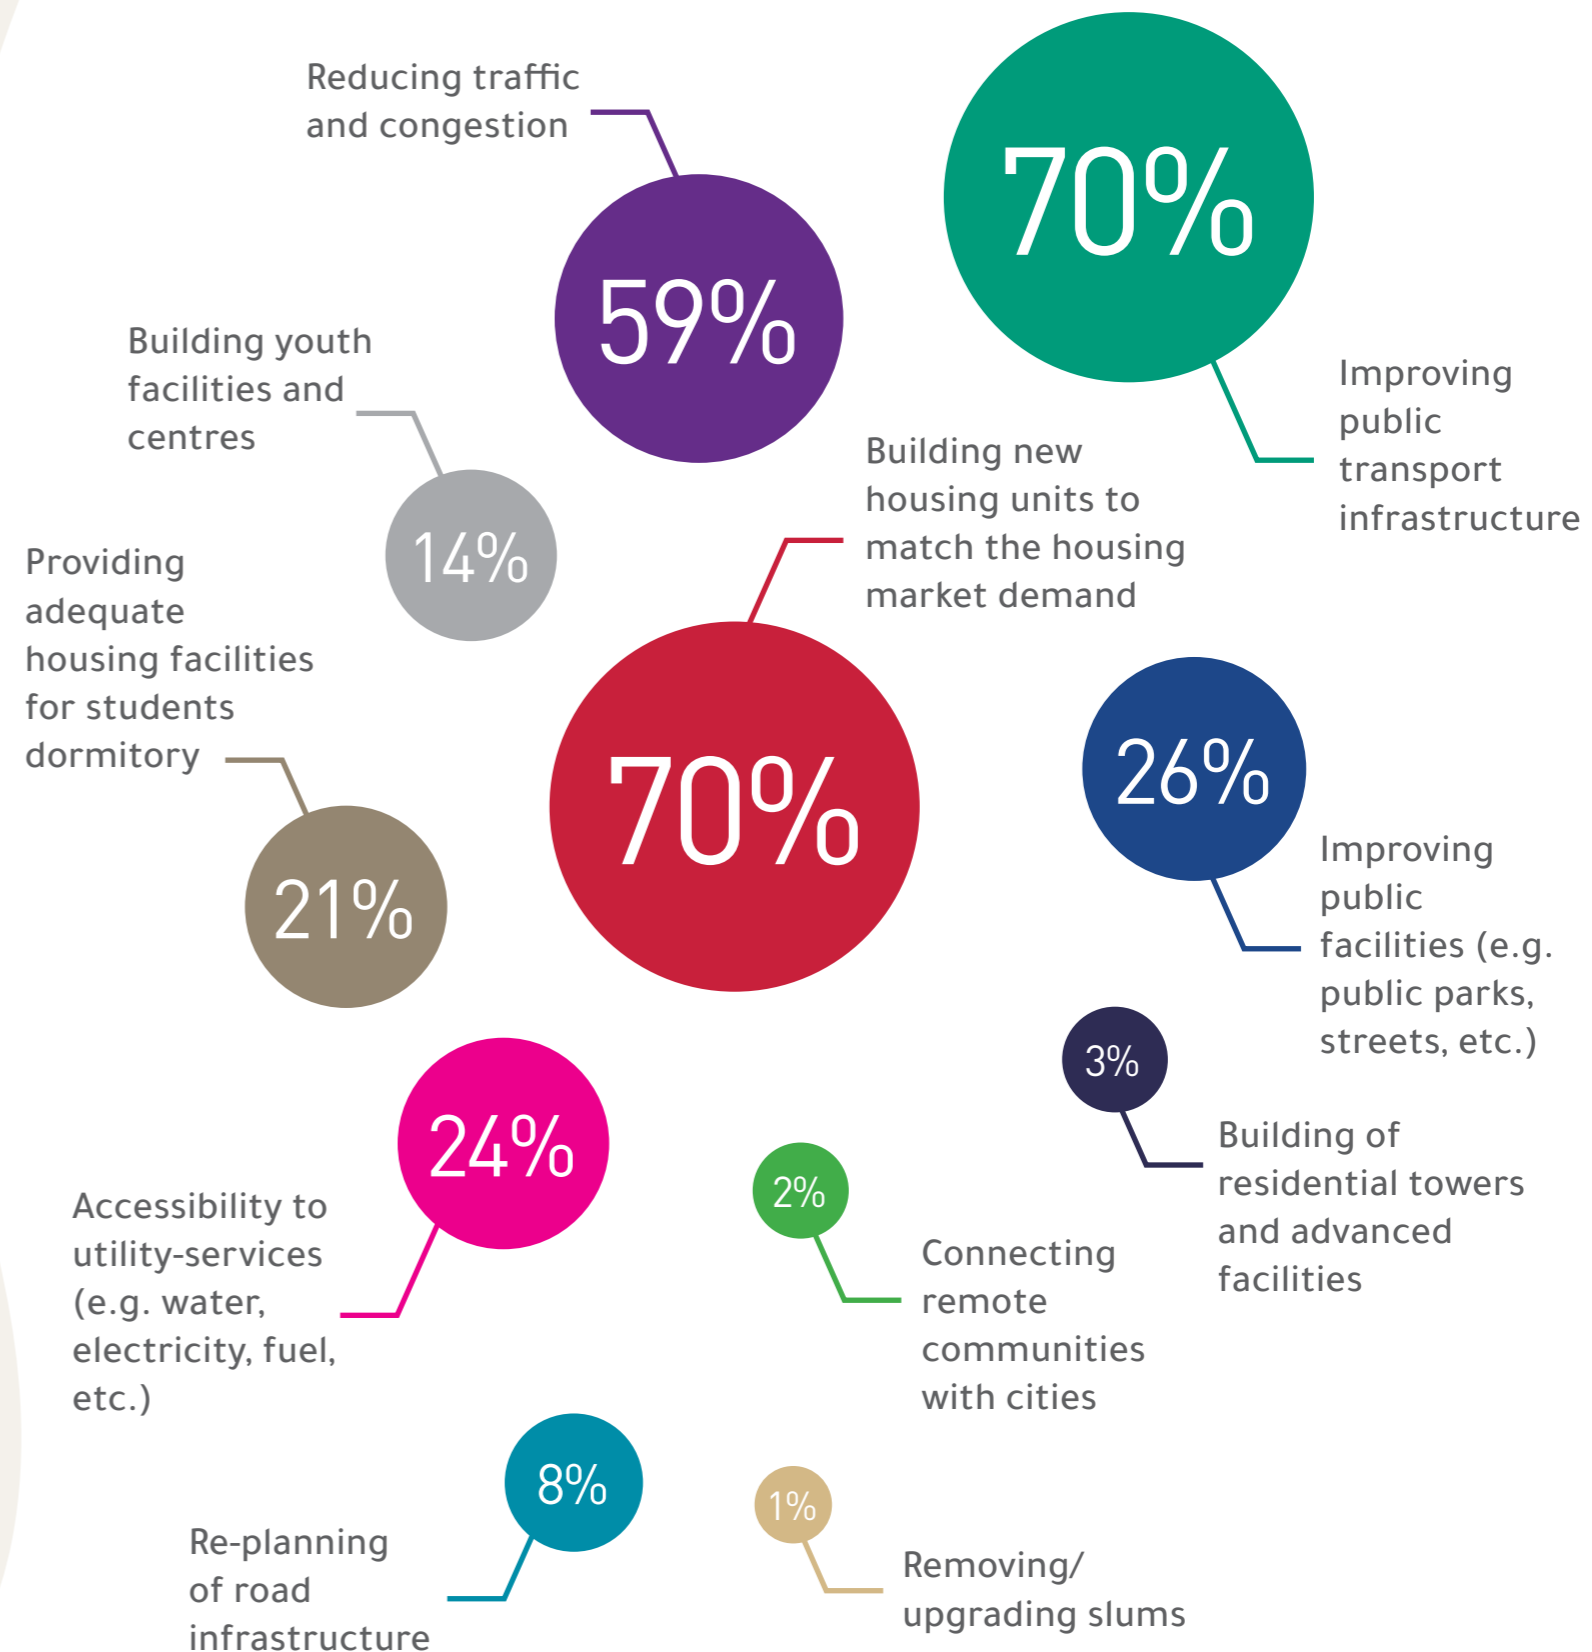 Reducing traffic
and congestion
59%
70%
Improving
public
transport
infrastructure
Building youth
facilities and
centres
14%
Building new
housing units to
match the housing
market demand
70%
Providing
adequate
housing facilities
for students
dormitory
21%
26%
Improving
public
facilities (e.g.
public parks,
streets, etc.)
24%
Accessibility to
utility-services
(e.g. water,
electricity, fuel,
etc.)
3%
Building of
residential towers
and advanced
facilities
2%
Connecting
remote
communities
with cities
8%
Re-planning
of road
infrastructure
1%
Removing/
upgrading slums